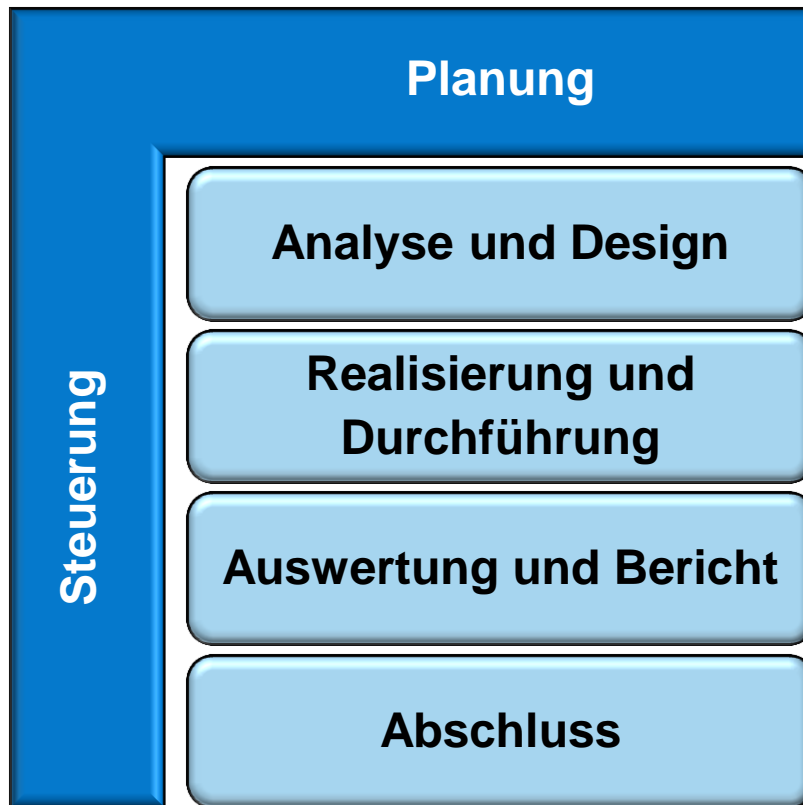 Planung
Steuerung
Analyse und Design
Realisierung und
Durchführung
Auswertung und Bericht
Abschluss